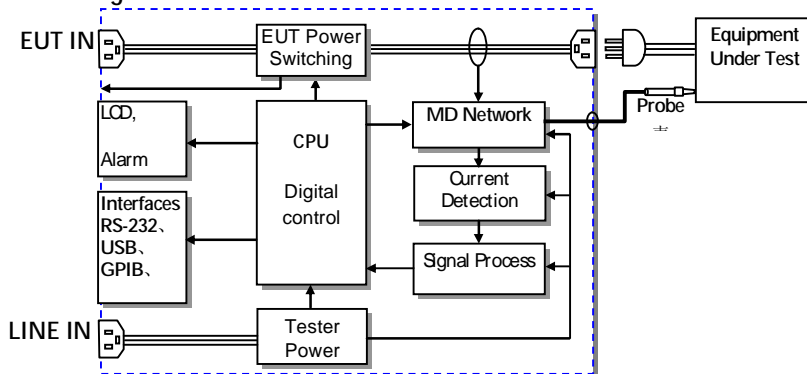 EUT IN
EUT Power
Switching
Equipment
Under Test
Probe
LCD,
Alarm
CPU
Digital
control
MD Network
Current
Detection
Interfaces
RS-232、
USB、
GPIB、
Signal Process
LINE IN
Tester
Power